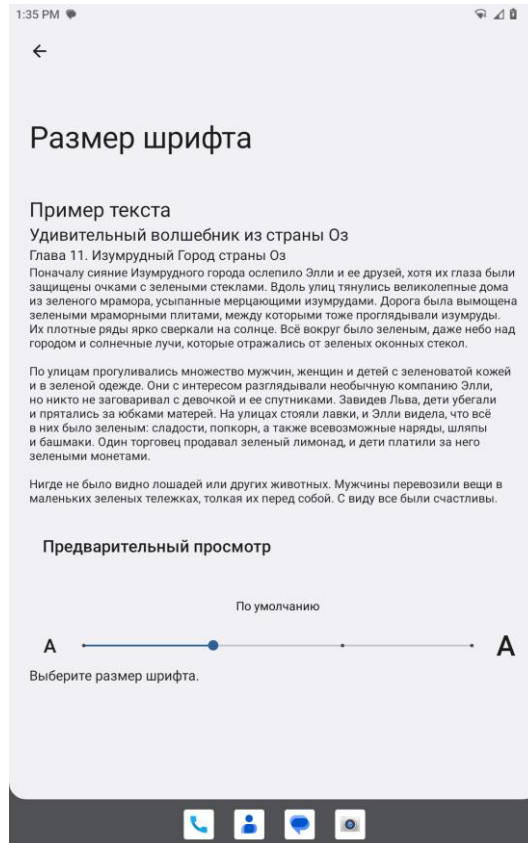 1:35 PM
Размер шрифта
Пример текста
Удивительный волшебник из страны Оз
Глава 11. Изумрудный Город страны Оз
Поначалу сияние Изумрудного города ослепило Элли и ее друзей, хотя их глаза были
защищены очками с зелеными стеклами. Вдоль улиц тянулись великолепные дома
из зеленого мрамора, усыпанные мерцающими изумрудами. Дорога была вымощена
зелеными мраморными плитами, между которыми тоже проглядывали изумруды.
Их плотные ряды ярко сверкали на солнце. Всё вокруг было зеленым, даже небо над
городом и солнечные лучи, которые отражались от зеленых оконных стекол.
По улицам прогуливались множество мужчин, женщин и детей с зеленоватой кожей
и в зеленой одежде. Они с интересом разглядывали необычную компанию Элли,
но никто не заговаривал с девочкой и ее спутниками. Завидев Льва, дети убегали
и прятались за юбками матерей. На улицах стояли лавки, и Элли видела, что всё
в них было зеленым: сладости, попкорн, а также всевозможные наряды, шляпы
и башмаки. Один торговец продавал зеленый лимонад, и дети платили за него
зелеными монетами.
Нигде не было видно лошадей или других животных. Мужчины перевозили вещи в
маленьких зеленых тележках, толкая их перед собой. С виду все были счастливы.
Предварительный просмотр
По умолчанию
A A
Выберите размер шрифта.